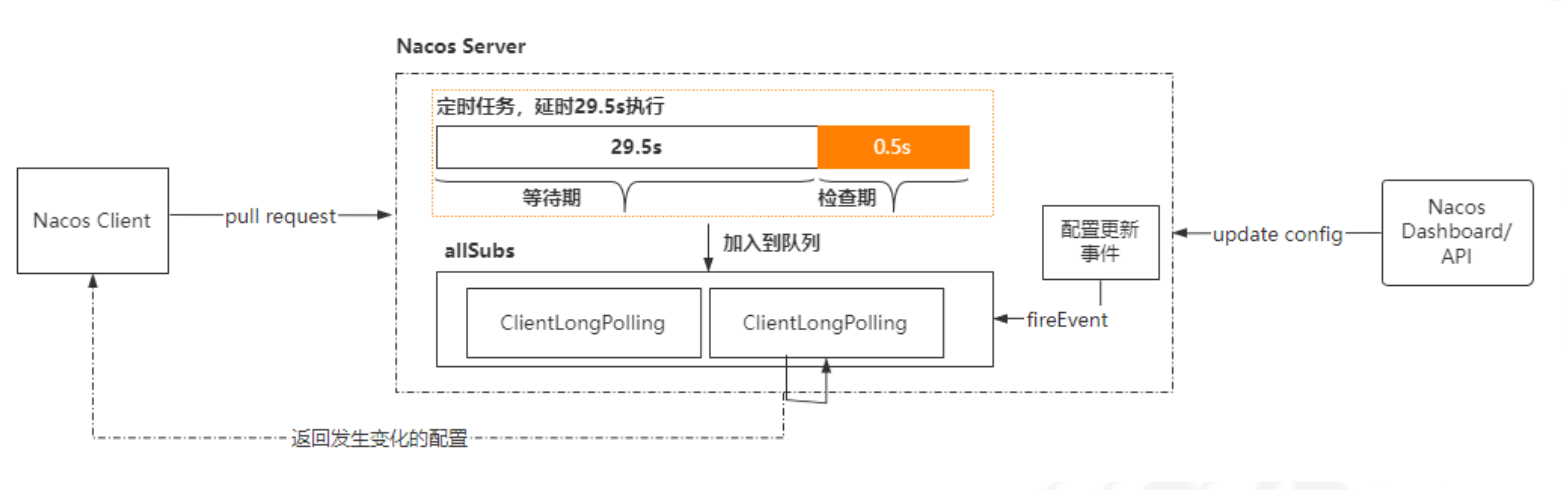 Nacos Server
定时任务，延时29.5s执行
29.5s
0.5s
等待期
检查期
Nacos Client
pull request
加入到队列
allSubs
ClientLongPolling
ClientLongPolling
配置更新
事件
fireEvent
update config
Nacos
Dashboard/
API
返回发生变化的配置